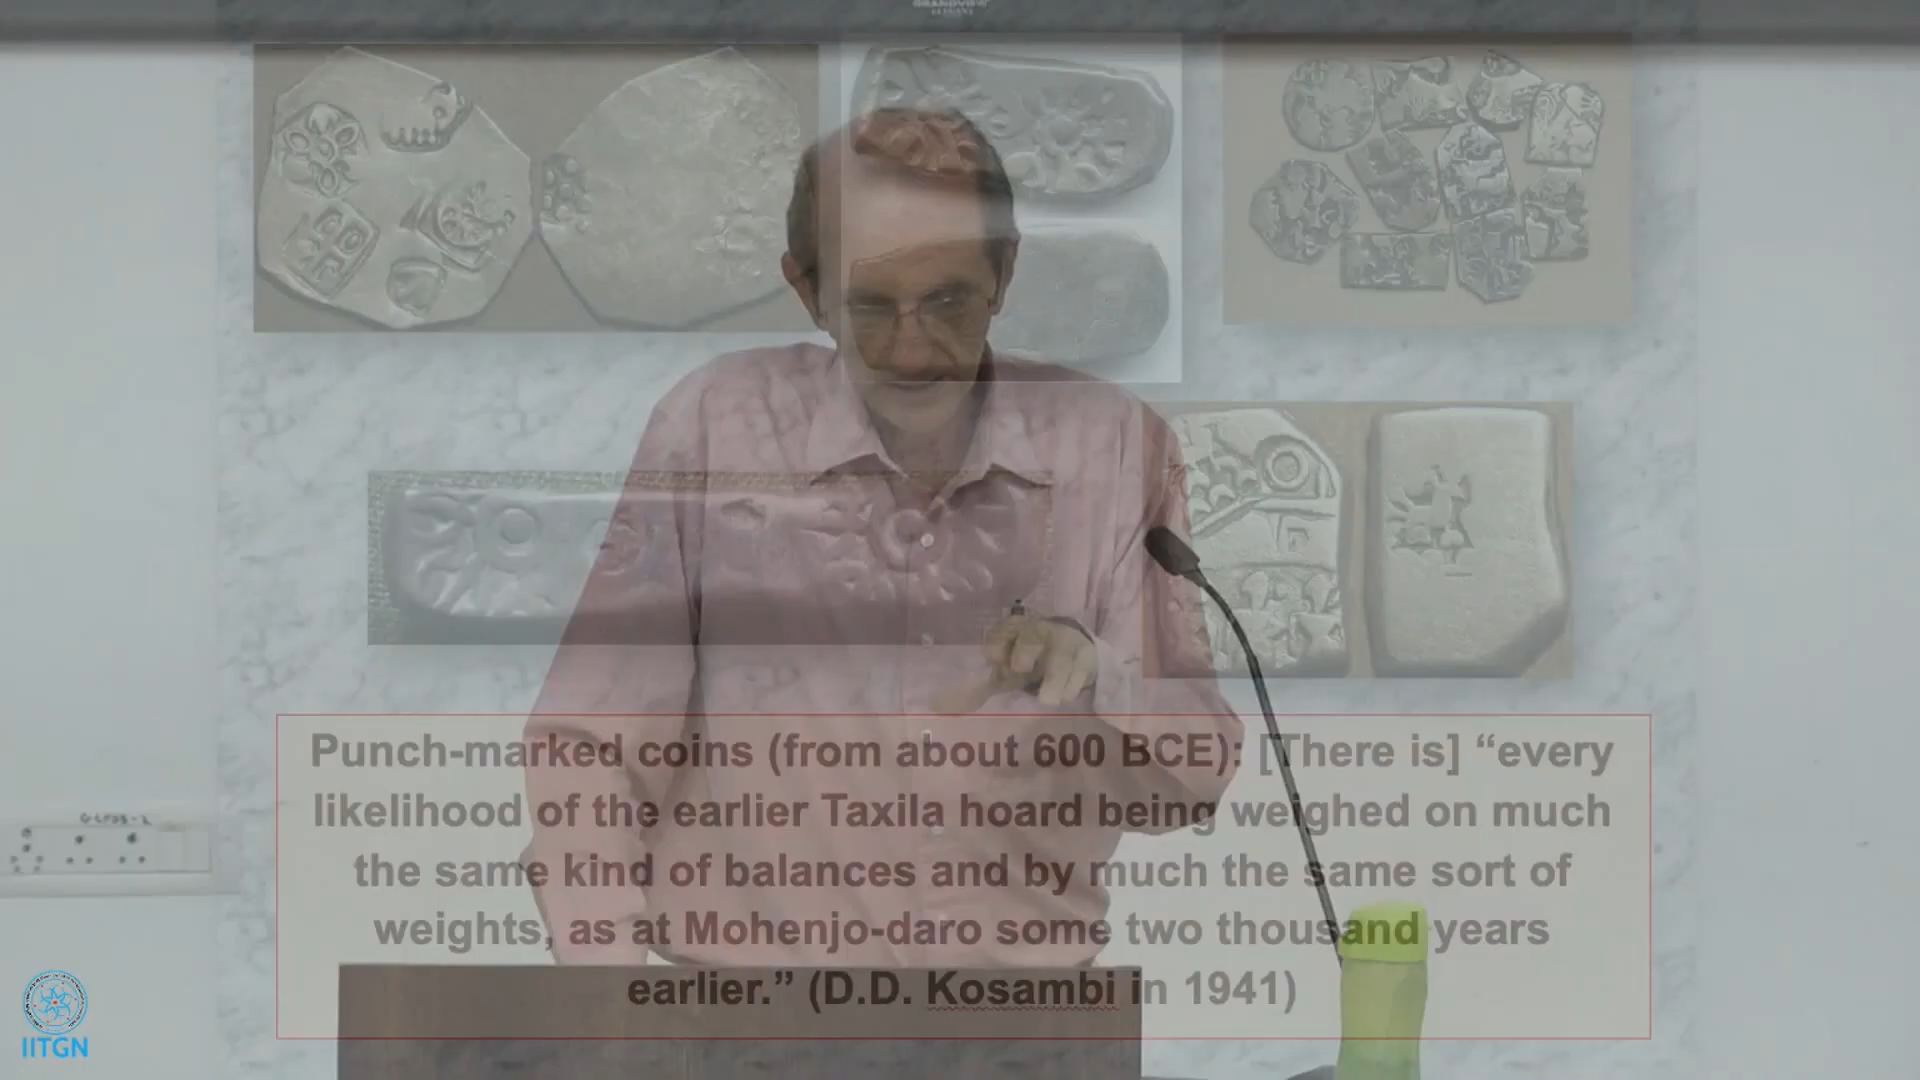 GRANDVIEW
Punch-marked coins (from about 600 BCE): [There is] “every
likelihood of the earlier Taxila hoard being weighed on much
the same kind of balances and by much the same sort of
weights, as at Mohenjo-daro some two thousand years
earlier.” (D.D. Kosambi in 1941)
IITGN